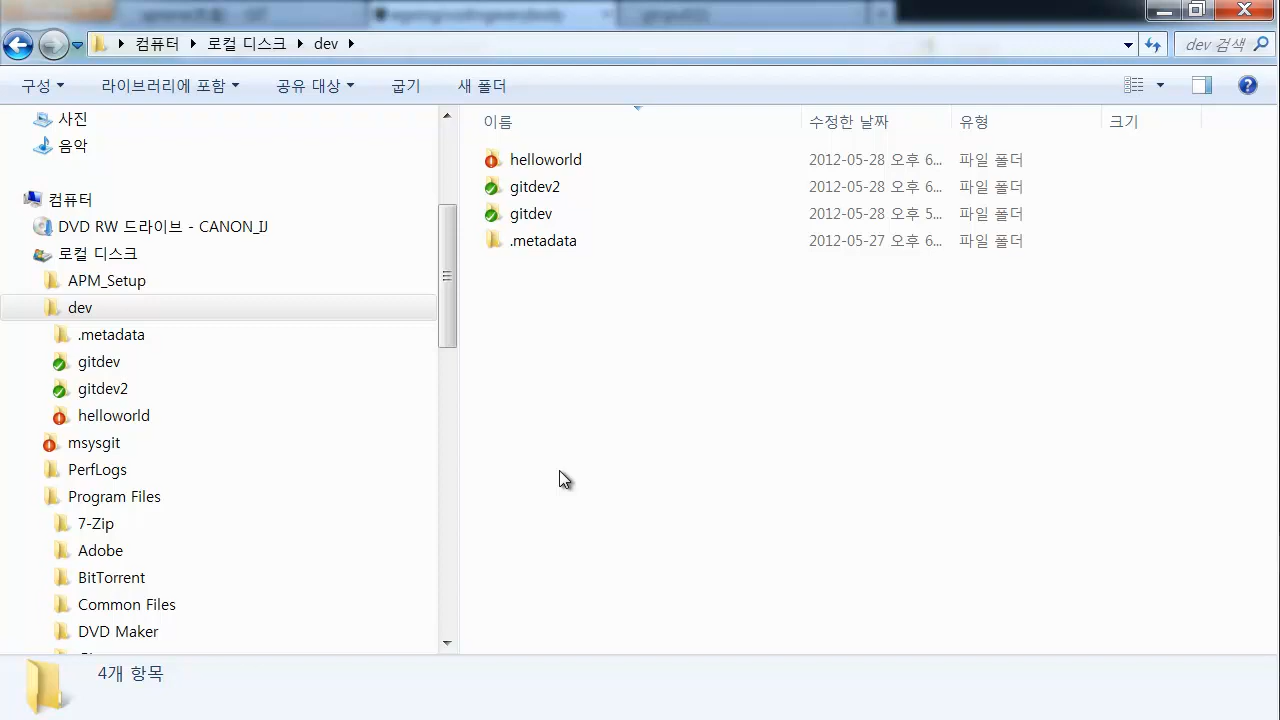 컴퓨터 로컬 디스크 dev
dev 검색
구성 라이브러리에 포함 공유 대상 굽기 새 폴더
사진
음악
컴퓨터
DVD RW 드라이브 - CANON_IJ
로컬 디스크
APM_Setup
dev
.metadata
gitdev
gitdev2
helloworld
msysgit
PerfLogs
Program Files
7-Zip
Adobe
BitTorrent
Common Files
DVD Maker
이름 수정한 날짜 유형 크기
helloworld 2012-05-28 오후 6... 파일 폴더
gitdev2 2012-05-28 오후 6... 파일 폴더
gitdev 2012-05-28 오후 5... 파일 폴더
.metadata 2012-05-27 오후 6... 파일 폴더
4개 항목